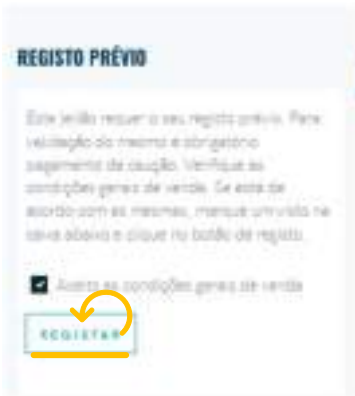 REGISTO PRÉVIO
Este leilão requer o seu registo prévio. Para
validação do mesmo é obrigatório
pagamento de caução. Verifique as
condições gerais de venda. Se está de
acordo com as mesmas, marque um visto na
caixa abaixo e clique no botão de registo.
Aceito as condições gerais de venda
REGISTAR